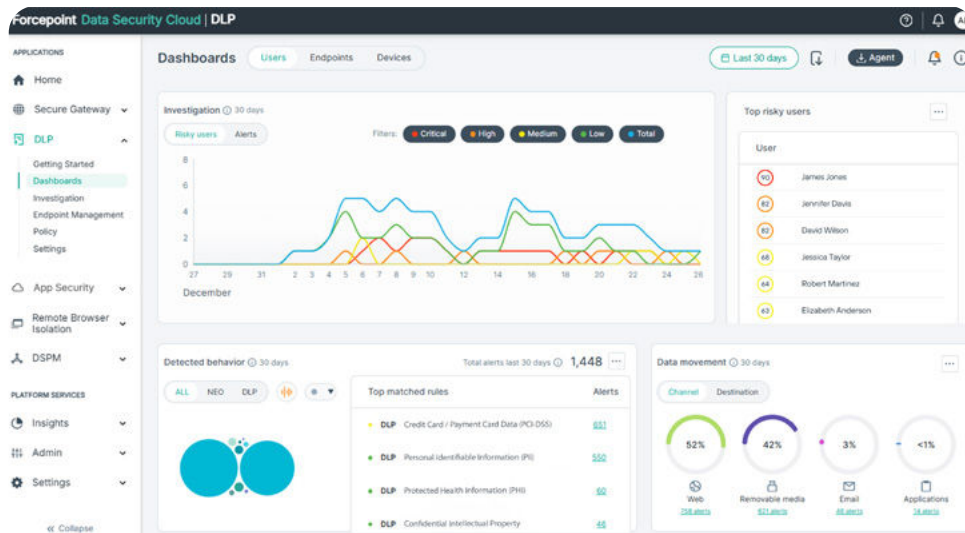 Forcepoint Data Security Cloud | DLP
APPLICATIONS
Home
Secure Gateway
DLP
Getting Started
Dashboards
Investigation
Endpoint Management
Policy
Settings
App Security
Remote Browser
Isolation
DSPM
PLATFORM SERVICES
Insights
Admin
Settings
« Collapse
Dashboards Users Endpoints Devices
Last 30 days Agent
Investigation 30 days
Risky users Alerts Filters: Critical High Medium Low Total
8
6
4
2
0
27 29 31 2 3 4 5 6 7 8 9 10 12 14 16 18 20 22 24 26
December
Top risky users
User
90 James Jones
82 Jennifer Davis
82 David Wilson
68 Jessica Taylor
64 Robert Martinez
63 Elizabeth Anderson
Detected behavior 30 days Total alerts last 30 days 1,448
ALL NEO DLP
Top matched rules Alerts
DLP Credit Card / Payment Card Data (PCI-DSS) 651
DLP Personal Identifiable Information (PII) 550
DLP Protected Health Information (PHI) 60
DLP Confidential Intellectual Property 46
Data movement 30 days
Channel Destination
52% 42% 3% <1%
Web Removable media Email Applications
758 alerts 621 alerts alerts 14 alerts